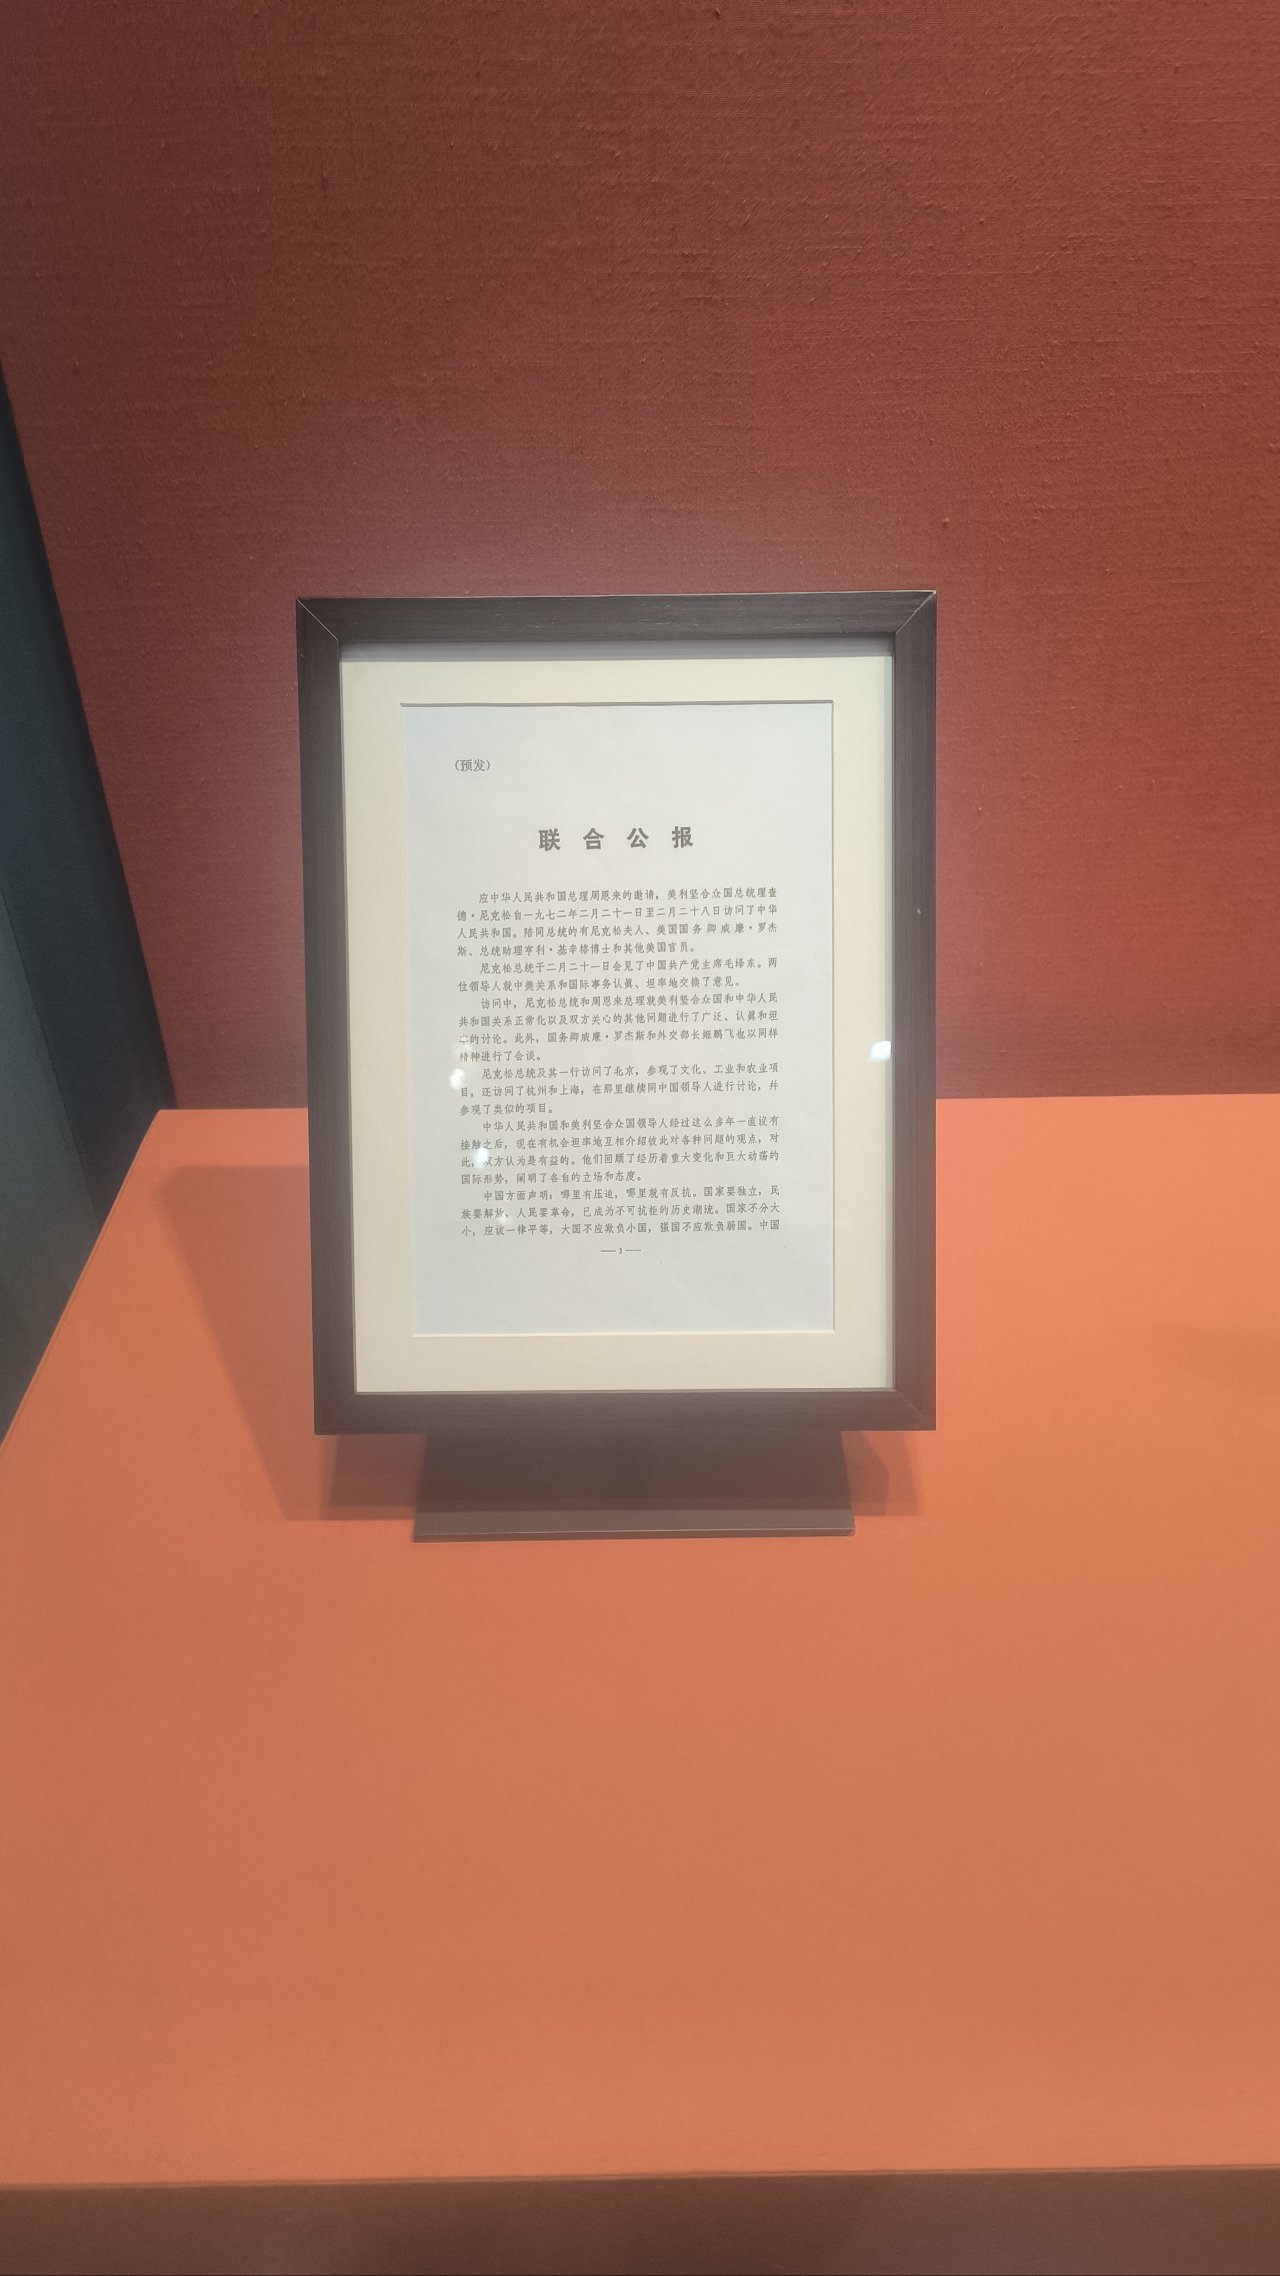 （预发）
联合公报
应中华人民共和国总理周恩来的邀请，美利坚合众国总统理查
德·尼克松自一九七二年二月二十一日至二月二十八日访问了中华
人民共和国。陪同总统的有尼克松夫人、美国国务卿威廉·罗杰
斯、总统助理亨利·基辛格博士和其他美国官员。
尼克松总统于二月二十一日会见了中国共产党主席毛泽东。两
位领导人就中美关系和国际事务认真、坦率地交换了意见。
访问中，尼克松总统和周恩来总理就美利坚合众国和中华人民
共和国关系正常化以及双方关心的其他问题进行了广泛、认真和坦
率的讨论。此外，国务卿威廉·罗杰斯和外交部长姬鹏飞也以同样
精神进行了会谈。
尼克松总统及其一行访问了北京，参观了文化、工业和农业项
目，还访问了杭州和上海，在那里继续同中国领导人进行讨论，并
参观了类似的项目。
中华人民共和国和美利坚合众国领导人经过这么多年一直没有
接触之后，现在有机会坦率地互相介绍彼此对各种问题的观点，对
此，双方认为是有益的。他们回顾了经历着重大变化和巨大动荡的
国际形势，阐明了各自的立场和态度。
中国方面声明：哪里有压迫，哪里就有反抗。国家要独立，民
族要解放，人民要革命，已成为不可抗拒的历史潮流。国家不分大
小，应该一律平等，大国不应欺负小国，强国不应欺负弱国。中国
— 1 —